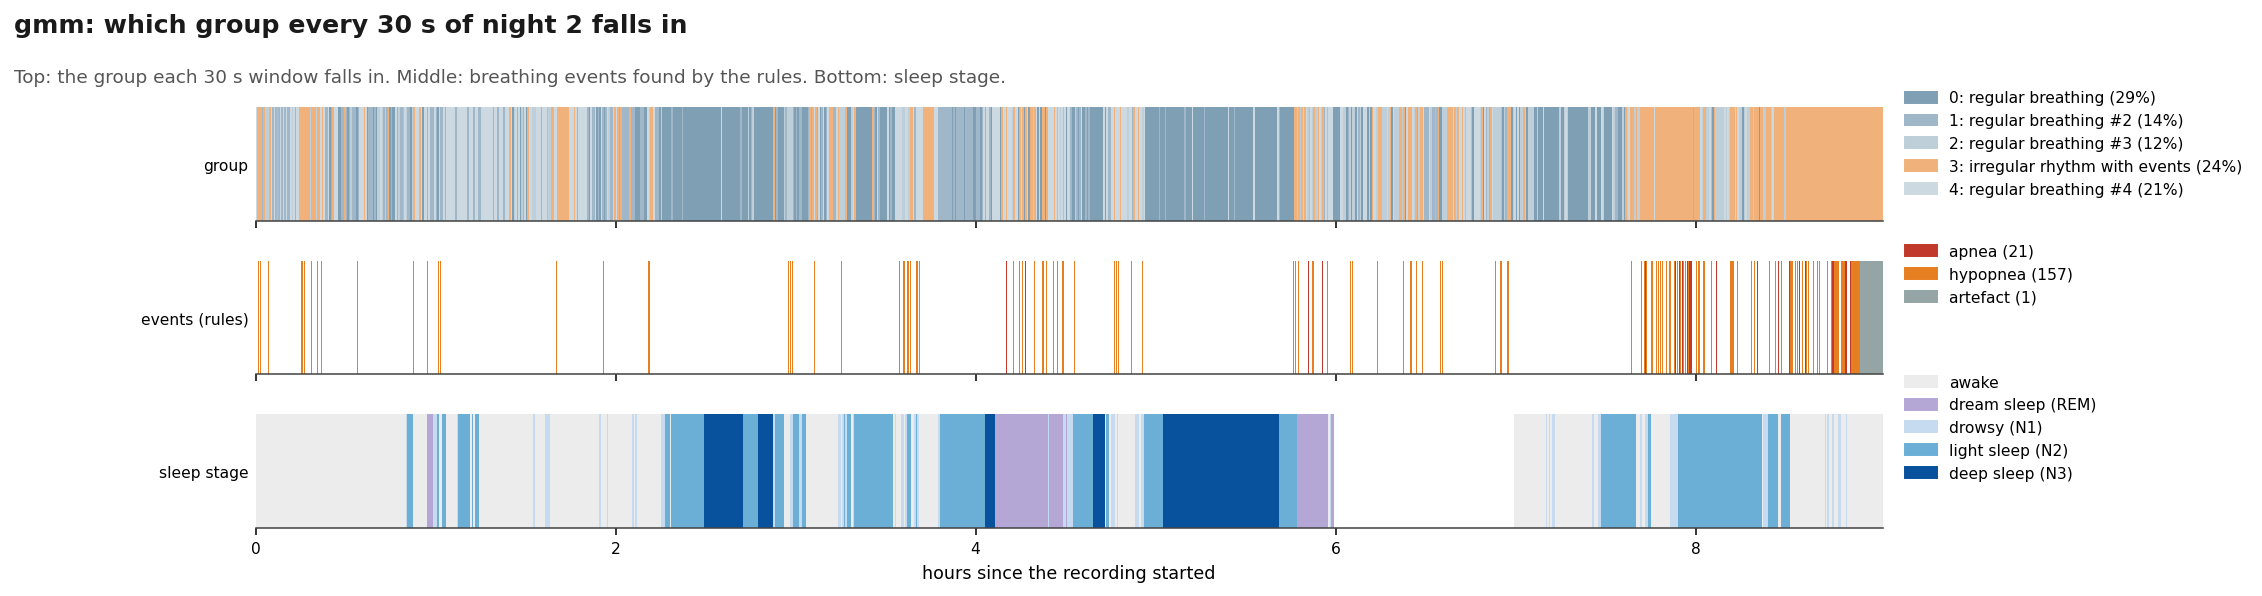 gmm: which group every 30 s of night 2 falls in
Top: the group each 30 s window falls in. Middle: breathing events found by the rules. Bottom: sleep stage.
group
0: regular breathing (29%)
1: regular breathing #2 (14%)
2: regular breathing #3 (12%)
3: irregular rhythm with events (24%)
4: regular breathing #4 (21%)
events (rules)
apnea (21)
hypopnea (157)
artefact (1)
sleep stage
awake
dream sleep (REM)
drowsy (N1)
light sleep (N2)
deep sleep (N3)
0 2 4 6 8
hours since the recording started